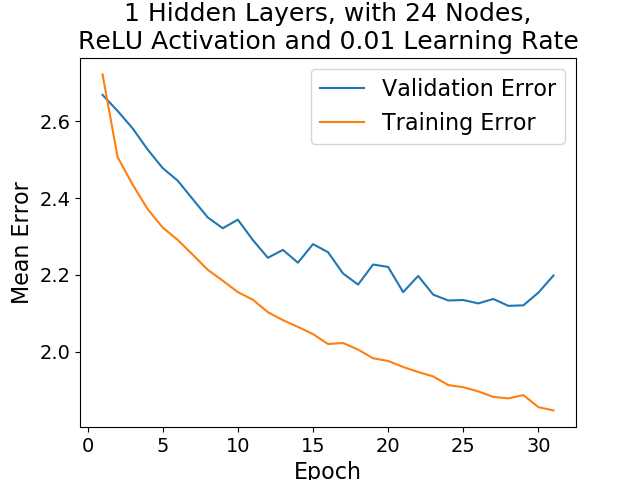 1 Hidden Layers, with 24 Nodes,
ReLU Activation and 0.01 Learning Rate
Validation Error
Training Error
Mean Error
2.6
2.4
2.2
2.0
0 5 10 15 20 25 30
Epoch